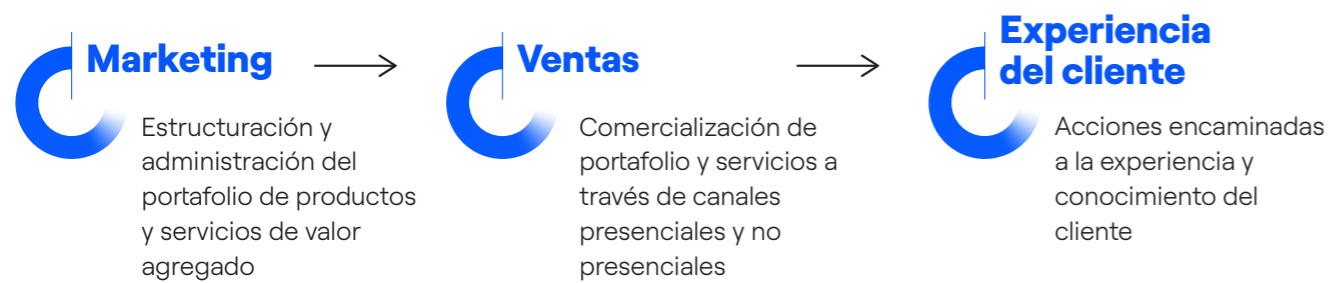 Marketing
Estructuración y
administración del
portafolio de productos
y servicios de valor
agregado
Ventas
Comercialización de
portafolio y servicios a
través de canales
presenciales y no
presenciales
Experiencia
del cliente
Acciones encaminadas
a la experiencia y
conocimiento del
cliente